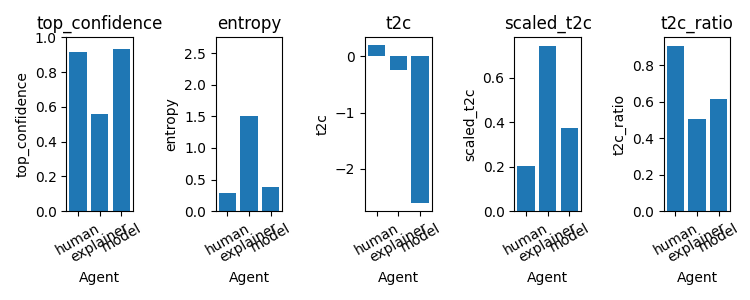 top_confidence
top_confidence
1.0
0.8
0.6
0.4
0.2
0.0
human
explainer
model
Agent
entropy
entropy
2.5
2.0
1.5
1.0
0.5
0.0
human
explainer
model
Agent
t2c
t2c
0
−1
−2
human
explainer
model
Agent
scaled_t2c
scaled_t2c
0.6
0.4
0.2
0.0
human
explainer
model
Agent
t2c_ratio
t2c_ratio
0.8
0.6
0.4
0.2
0.0
human
explainer
model
Agent